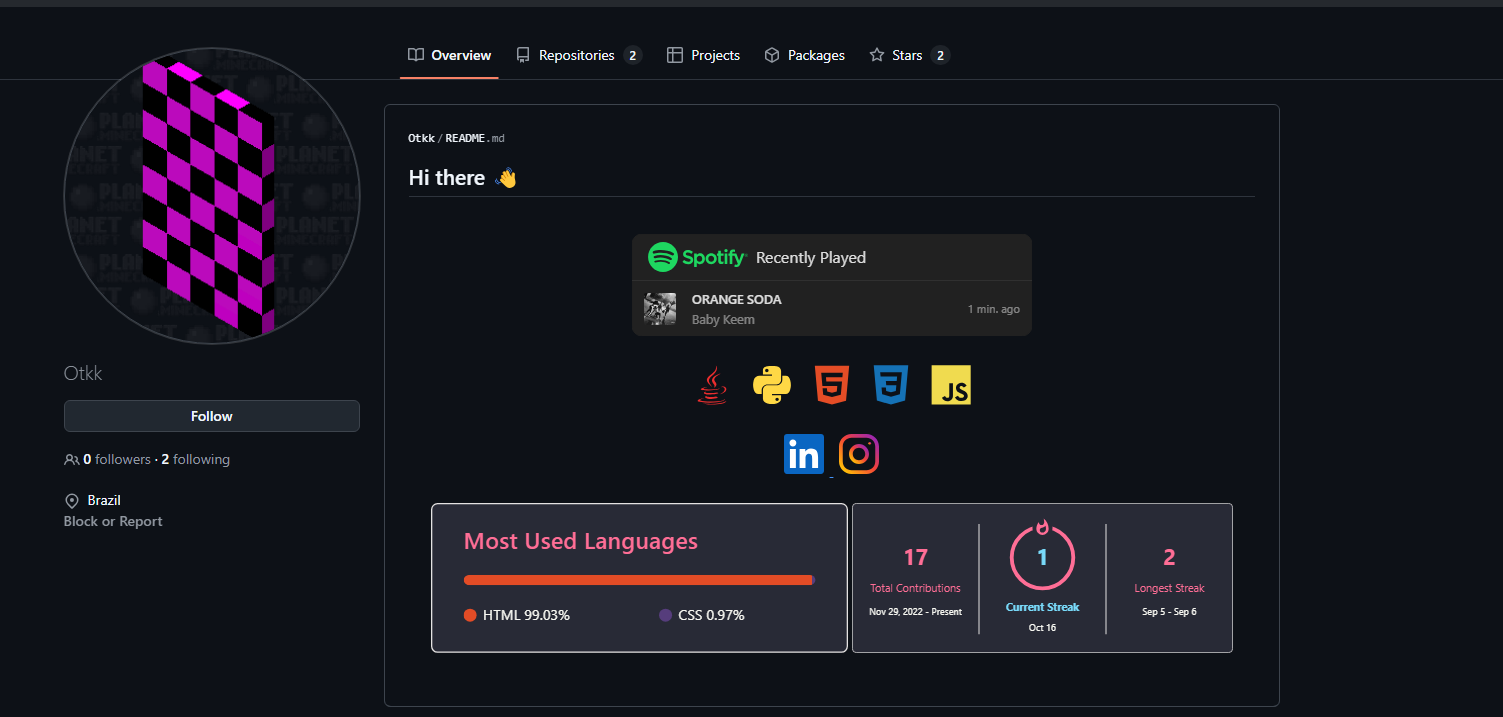 Overview Repositories 2 Projects Packages Stars 2
PLANET MINECRAFT
Otkk
Follow
0 followers · 2 following
Brazil
Block or Report
Otkk/README.md
Hi there 👋
Spotify Recently Played
ORANGE SODA
Baby Keem
1 min. ago
JS
in
Most Used Languages
HTML 99.03% CSS 0.97%
17
Total Contributions
Nov 29, 2022 - Present
1
Current Streak
Oct 16
2
Longest Streak
Sep 5 - Sep 6